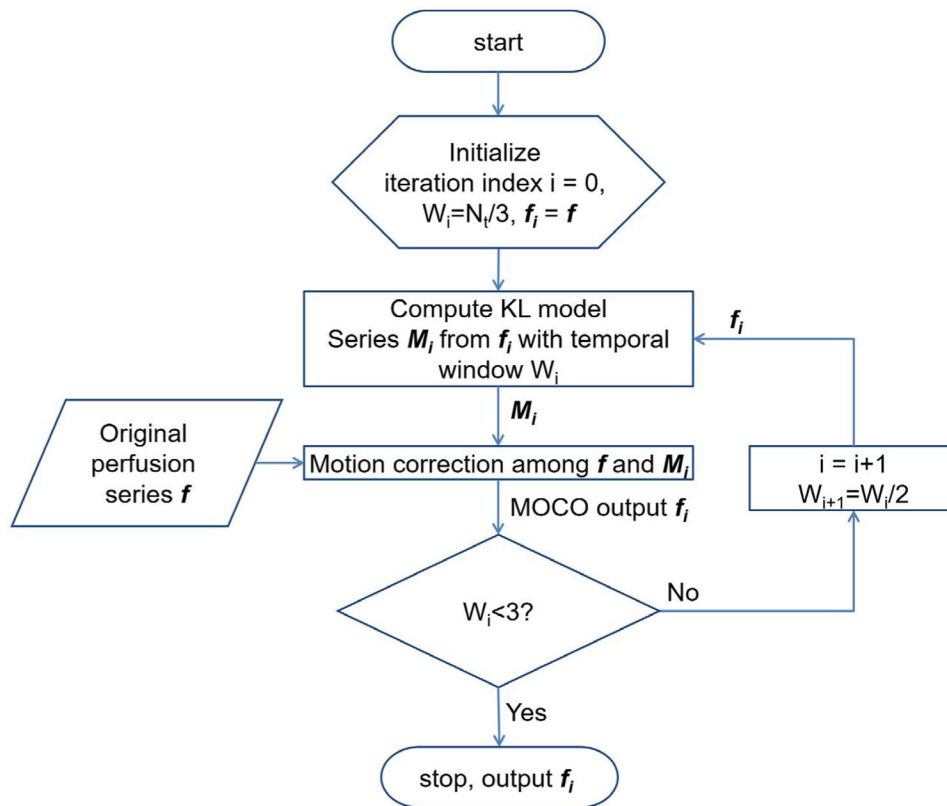 start
Initialize
iteration index i = 0,
Wᵢ=Nₜ/3, fᵢ = f
Compute KL model
Series Mᵢ from fᵢ with temporal
window Wᵢ
fᵢ
Mᵢ
Original
perfusion
series f
Motion correction among f and Mᵢ
i = i+1
Wᵢ₊₁=Wᵢ/2
MOCO output fᵢ
Wᵢ<3?
No
Yes
stop, output fᵢ